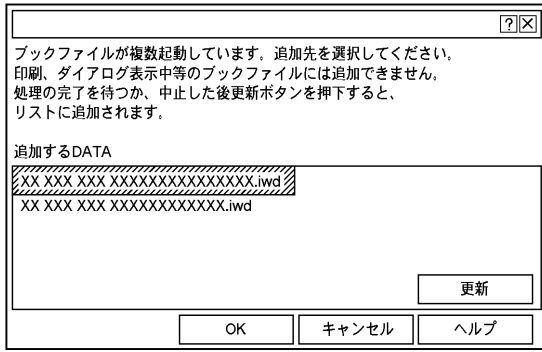 ?×
ブックファイルが複数起動しています。追加先を選択してください。
印刷、ダイアログ表示中等のブックファイルには追加できません。
処理の完了を待つか、中止した後更新ボタンを押下すると、
リストに追加されます。
追加するDATA
XX XXX XXX XXXXXXXXXXXXXXX.iwd
XX XXX XXX XXXXXXXXXXXX.iwd
更新
OK キャンセル ヘルプ